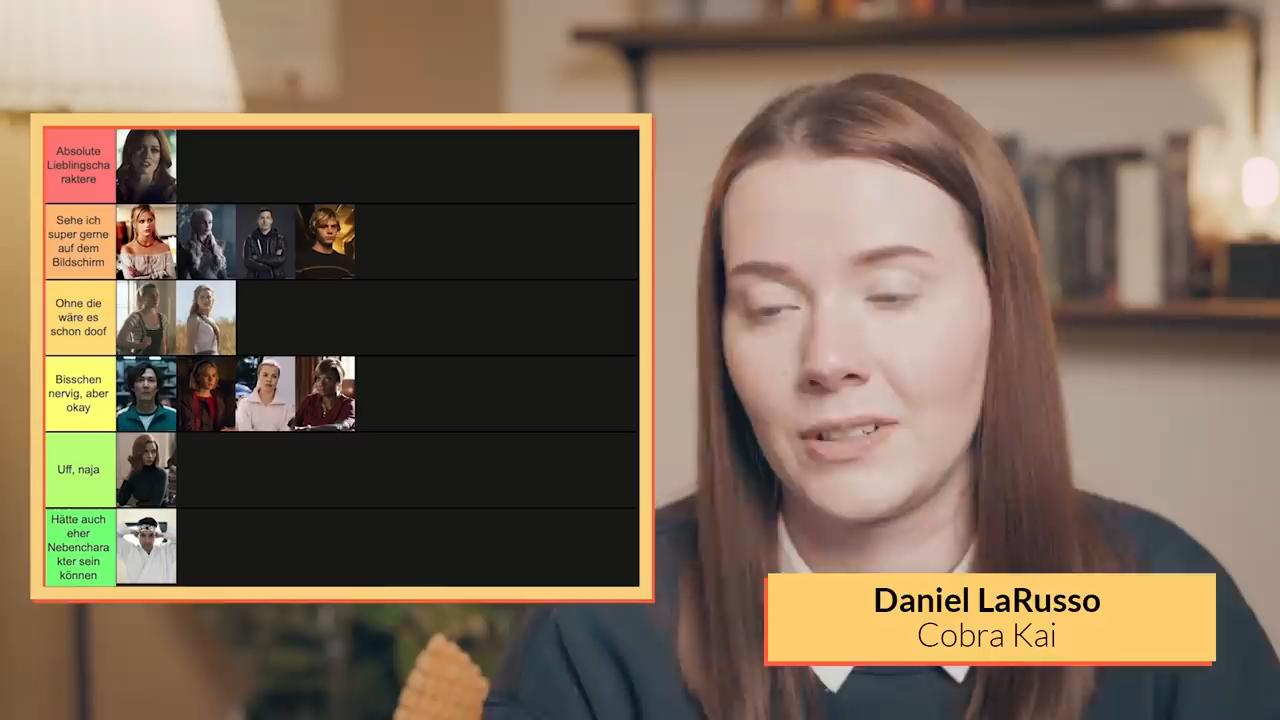 Absolute
Lieblingscha
raktere
Sehe ich
super gerne
auf dem
Bildschirm
Ohne die
wäre es
schon doof
Bisschen
nervig, aber
okay
Uff, naja
Hätte auch
eher
Nebenchara
kter sein
können
Daniel LaRusso
Cobra Kai